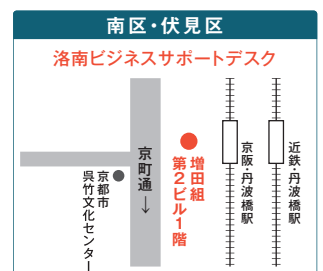 南区・伏見区
洛南ビジネスサポートデスク
近鉄・丹波橋駅
京阪・丹波橋駅
増田組
第2ビル1階
京町通→
京都市
呉竹文化センター